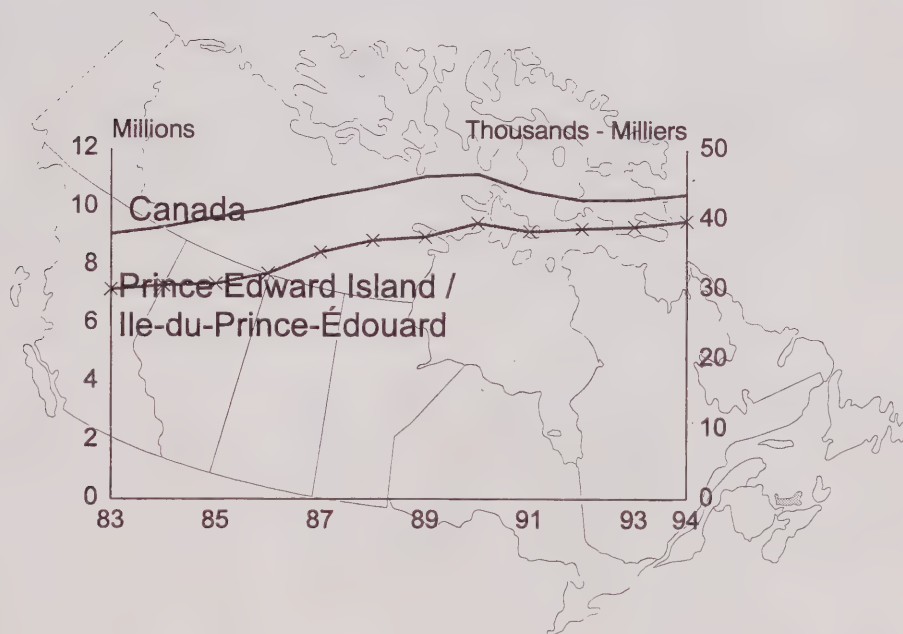 Millions
Thousands - Milliers
12
10
8
6
4
2
0
50
40
30
20
10
0
Canada
Prince Edward Island /
Ile-du-Prince-Édouard
83 85 87 89 91 93 94